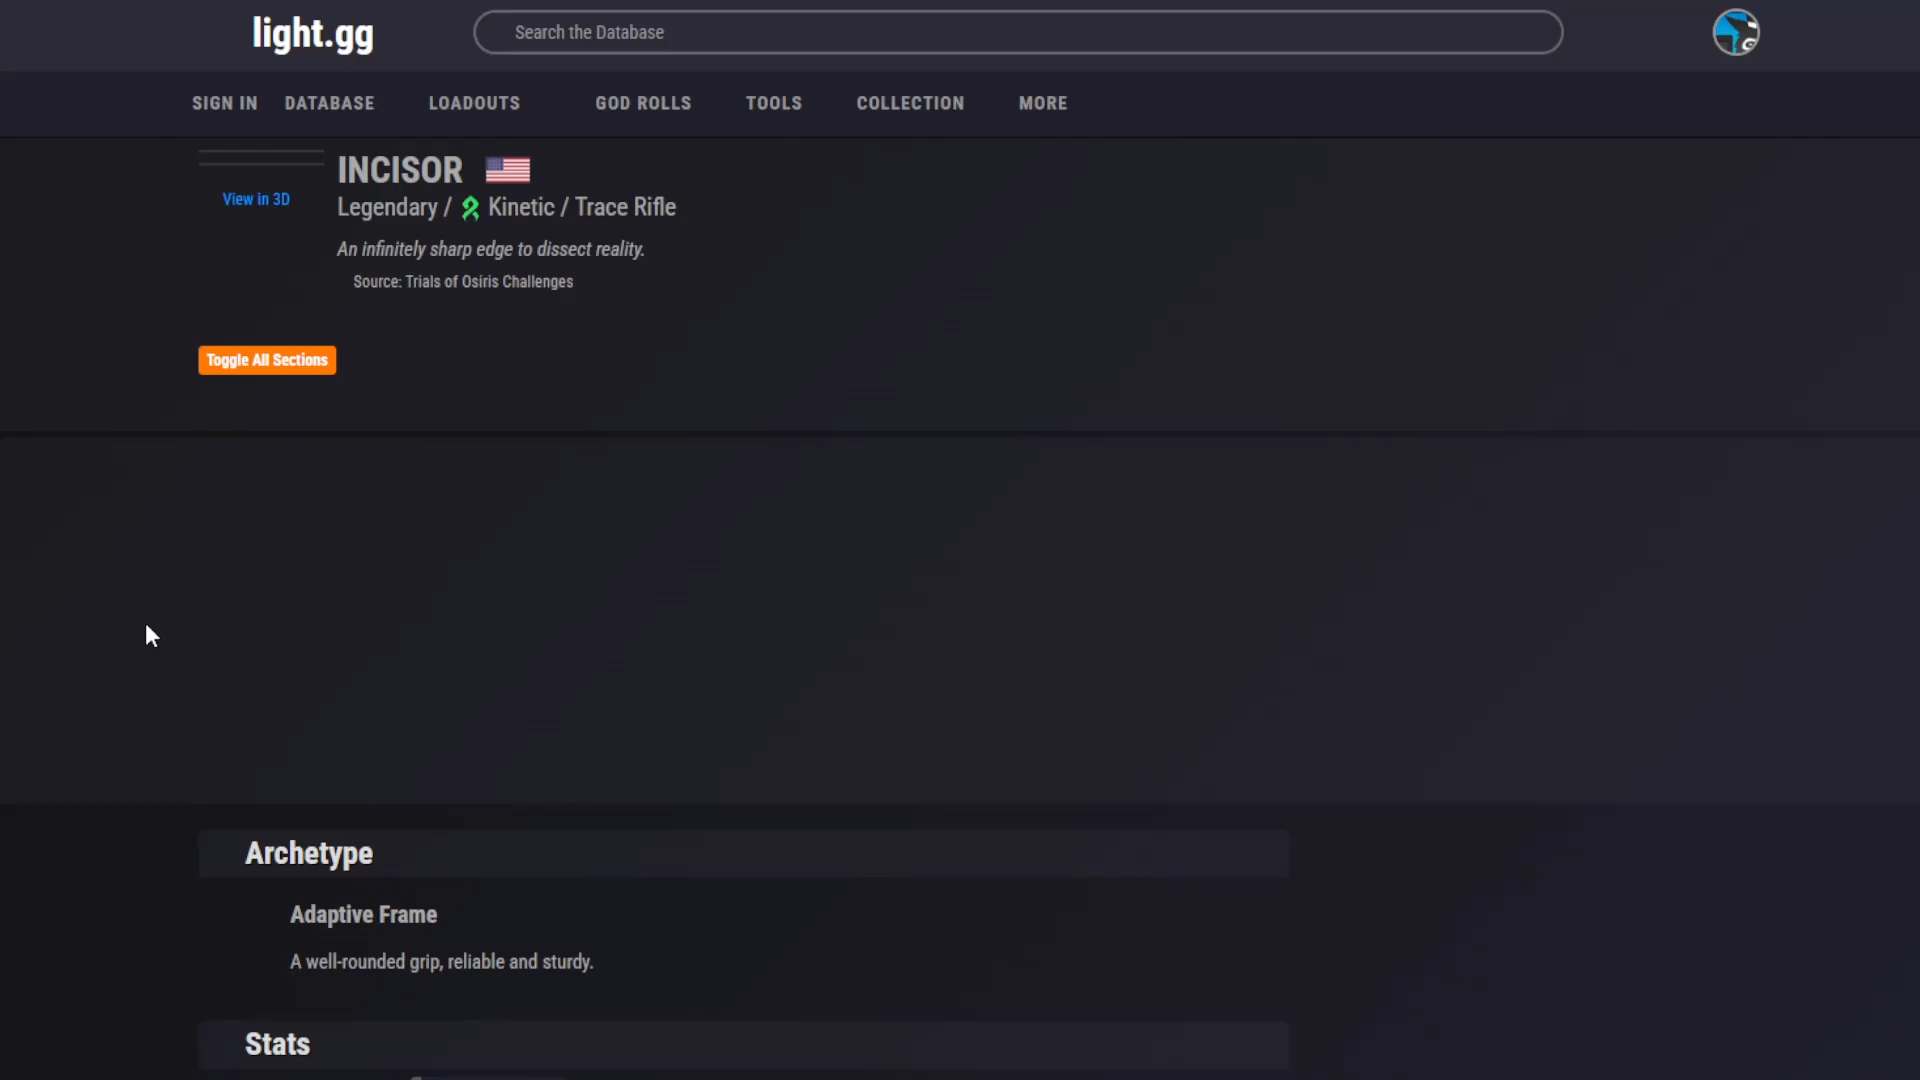 light.gg
Search the Database
SIGN IN DATABASE LOADOUTS GOD ROLLS TOOLS COLLECTION MORE
View in 3D
INCISOR
Legendary / Kinetic / Trace Rifle
An infinitely sharp edge to dissect reality.
Source: Trials of Osiris Challenges
Toggle All Sections
Archetype
Adaptive Frame
A well-rounded grip, reliable and sturdy.
Stats